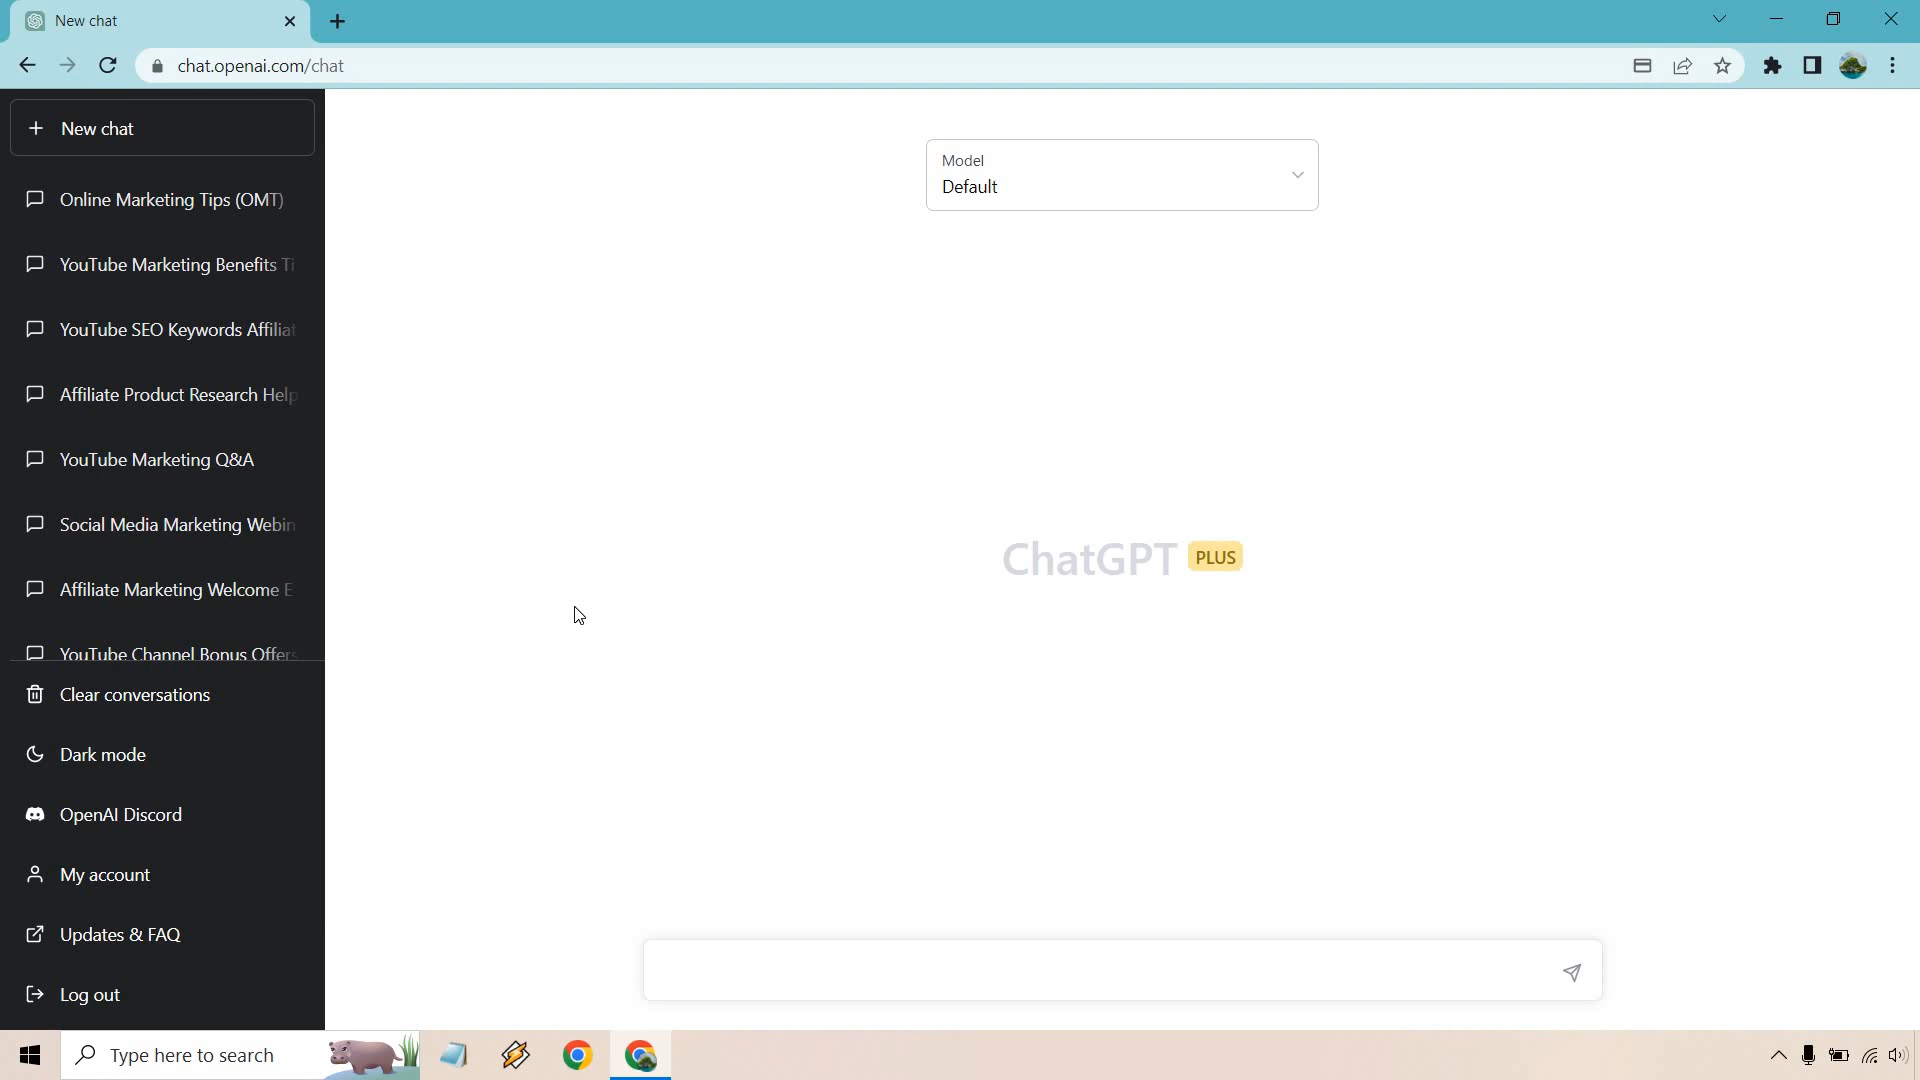 New chat
chat.openai.com/chat
New chat
Online Marketing Tips (OMT)
YouTube Marketing Benefits Ti
YouTube SEO Keywords Affiliat
Affiliate Product Research Help
YouTube Marketing Q&A
Social Media Marketing Webin
Affiliate Marketing Welcome E
YouTube Channel Bonus Offers
Clear conversations
Dark mode
OpenAI Discord
My account
Updates & FAQ
Log out
Model
Default
ChatGPT PLUS
Type here to search